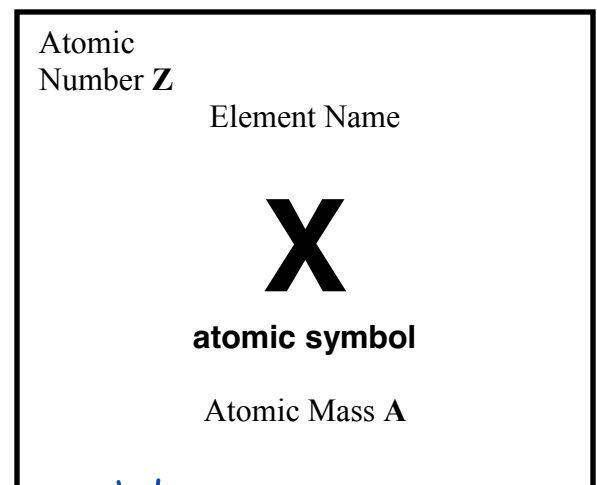 Atomic
Number Z
Element Name
X
atomic symbol
Atomic Mass A